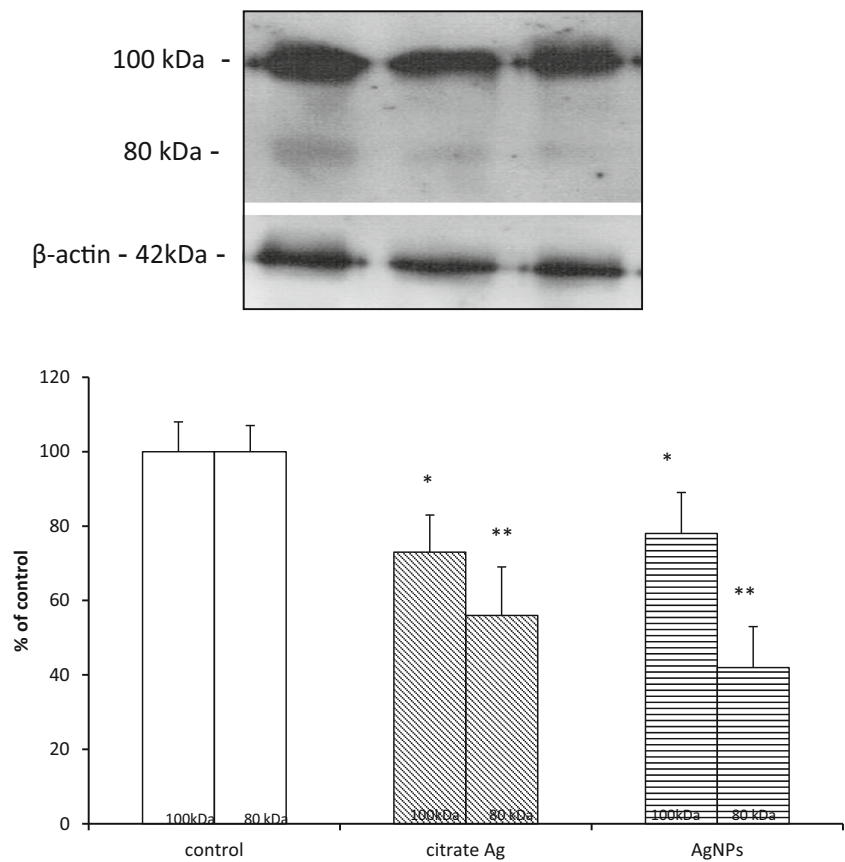 100 kDa -
80 kDa -
β-actin - 42kDa -
120
100
80
60
40
20
0
% of control
*
**
*
**
100kDa 80 kDa 100kDa 80 kDa 100kDa 80 kDa
control citrate Ag AgNPs